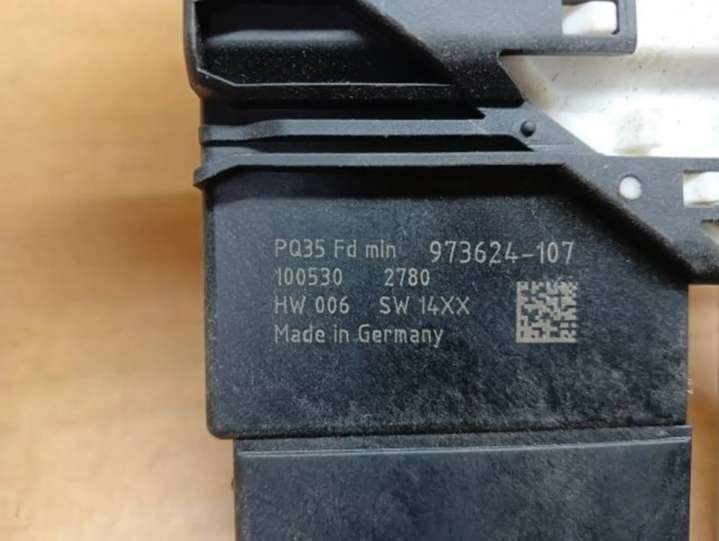 PQ35 Fd min 973624-107
100530 2780
HW 006 SW 14XX
Made in Germany